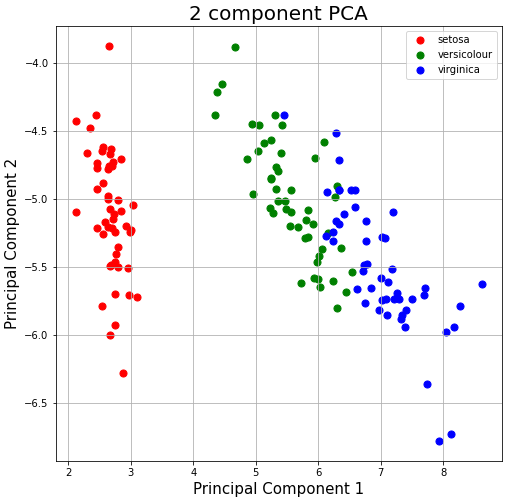 2 component PCA
setosa
versicolour
virginica
Principal Component 2
−4.0
−4.5
−5.0
−5.5
−6.0
−6.5
2 3 4 5 6 7 8
Principal Component 1